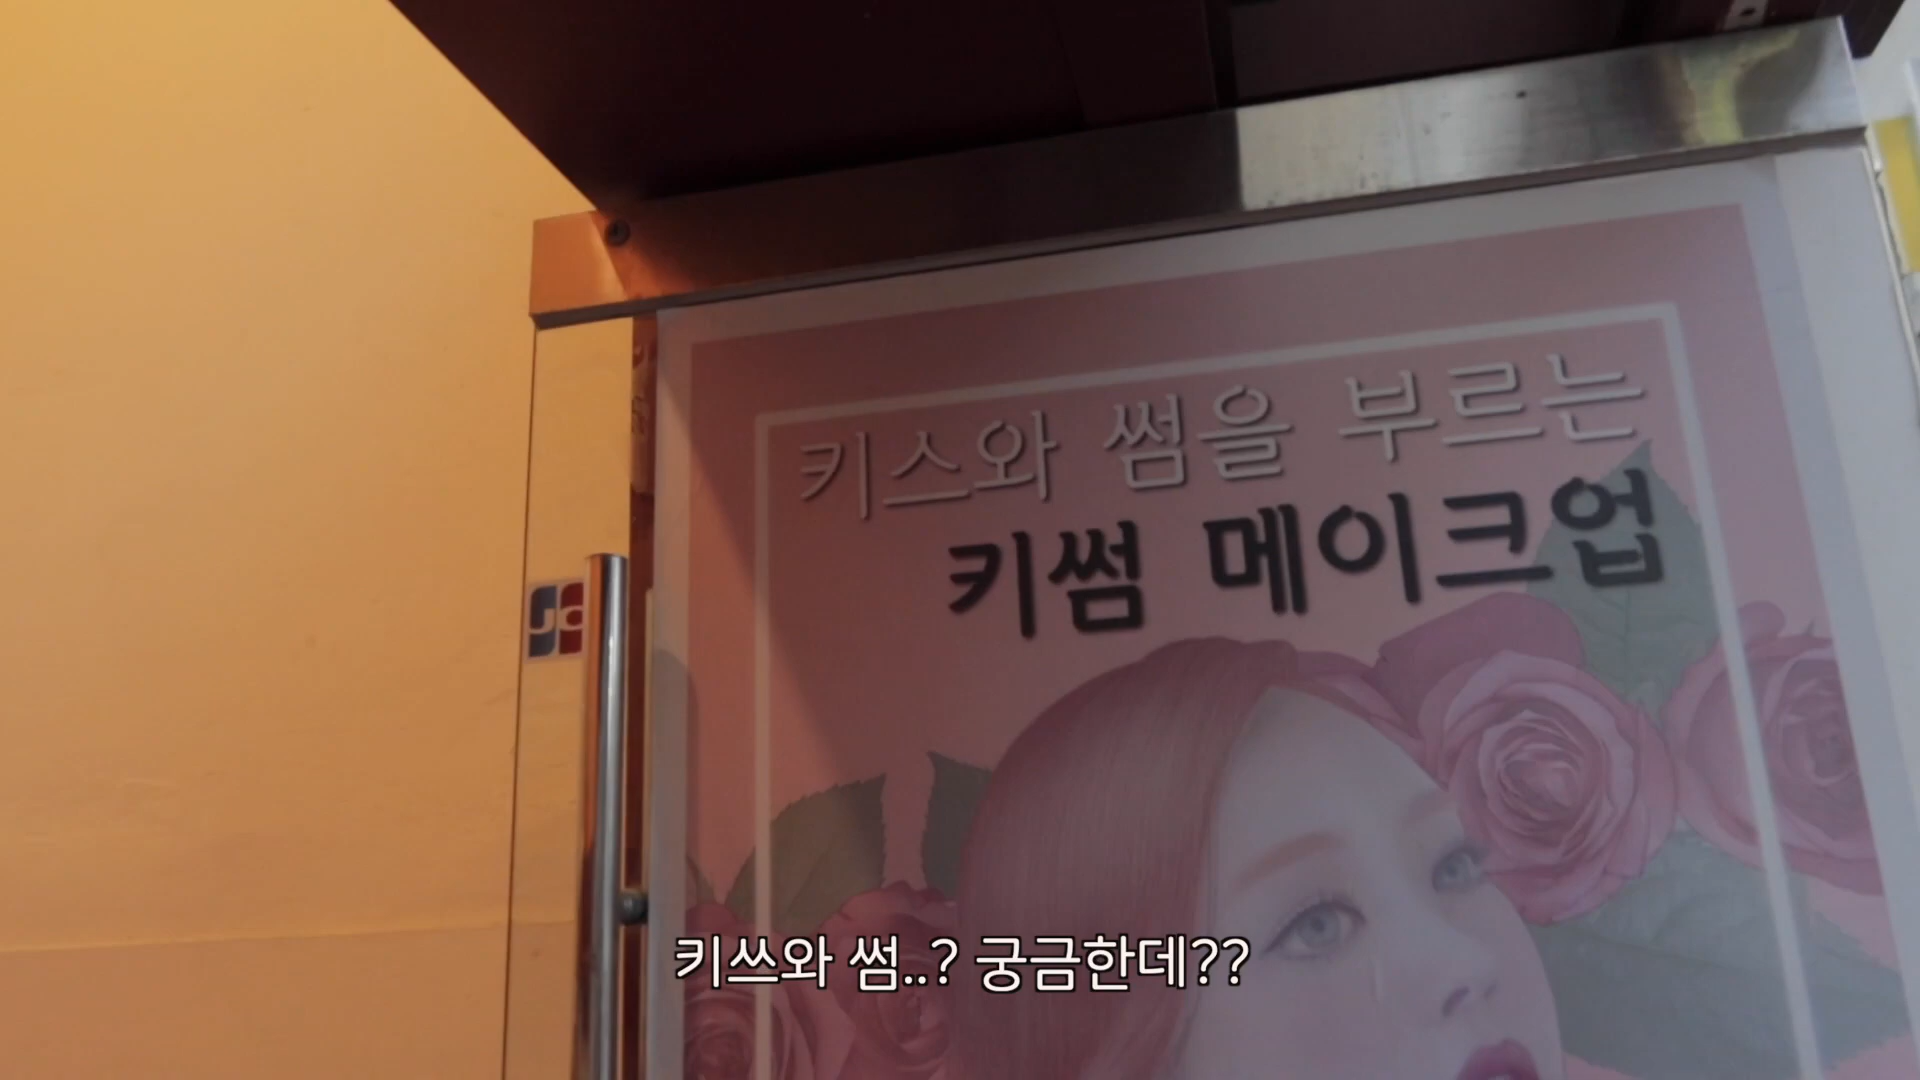 키스와 썸을 부르는
키썸 메이크업
키쓰와 썸..? 궁금한데??